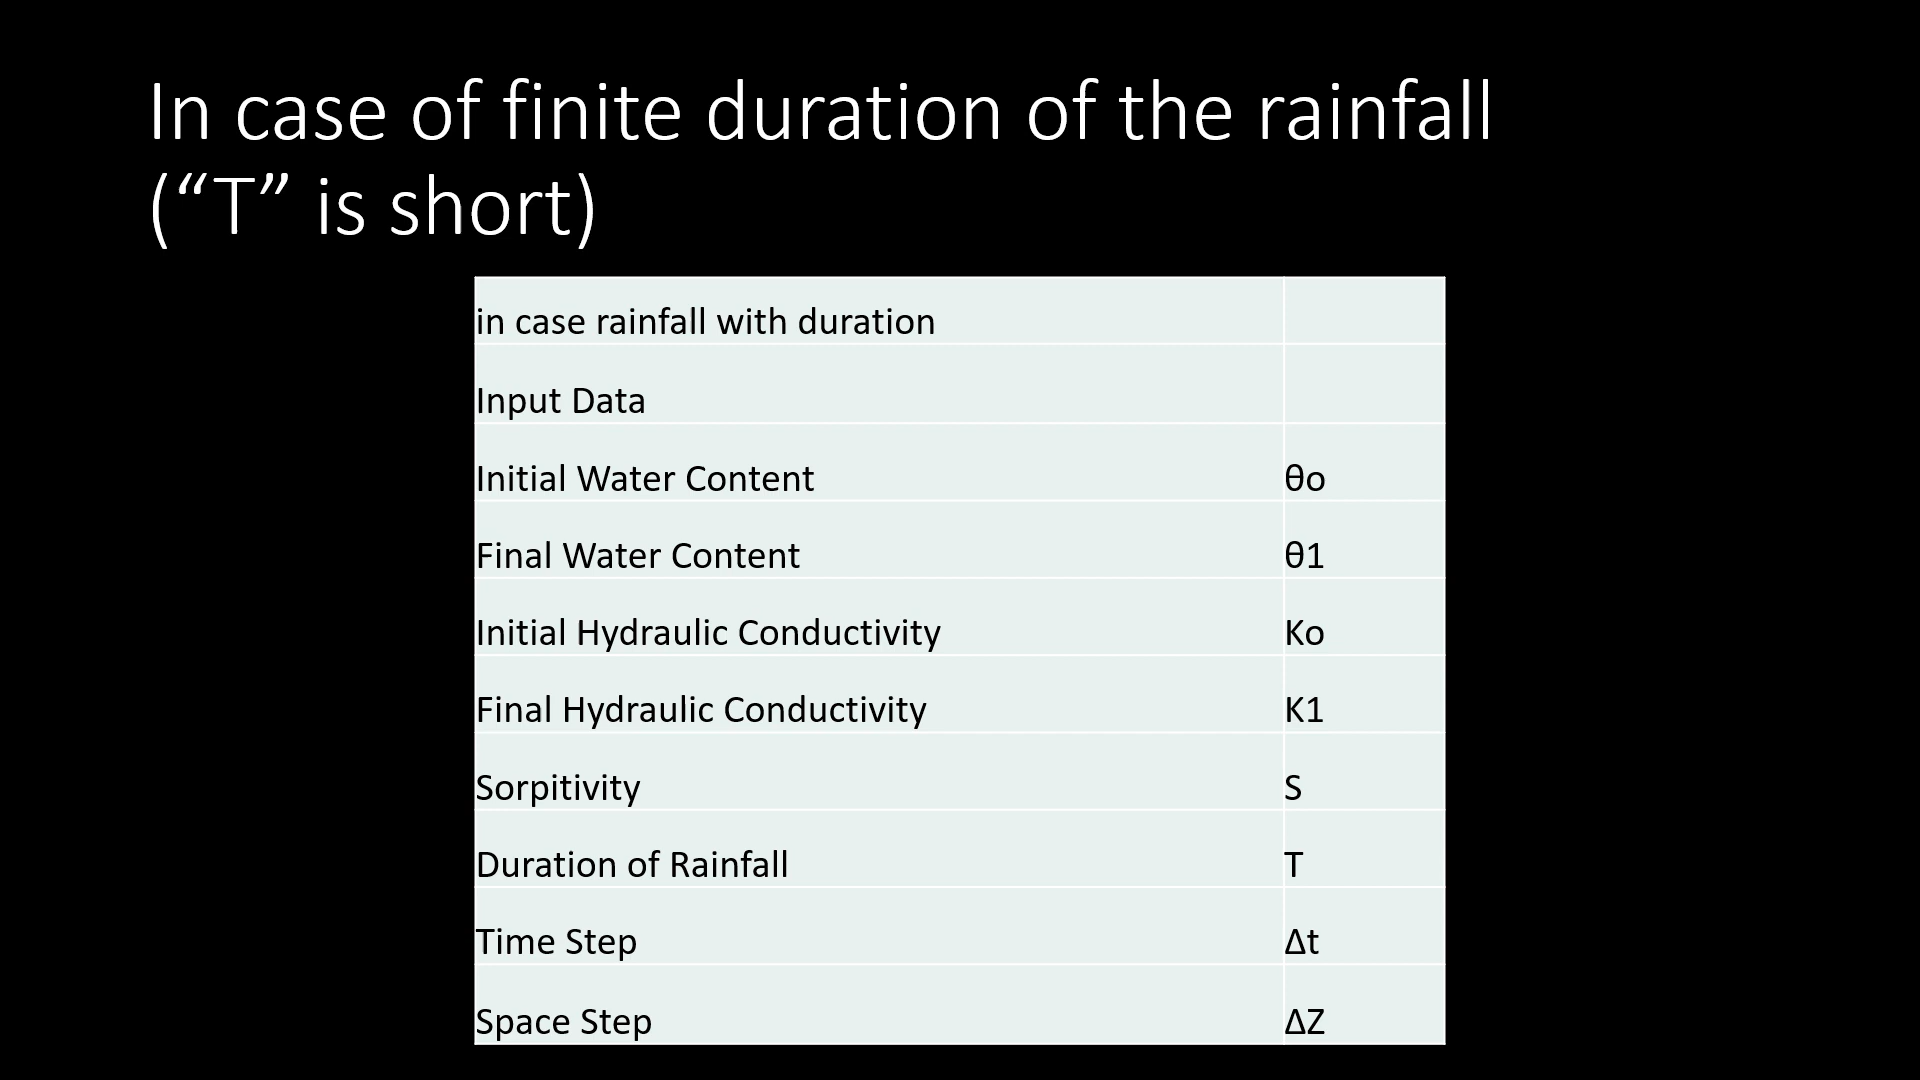 In case of finite duration of the rainfall
(“T” is short)
in case rainfall with duration
Input Data
Initial Water Content θo
Final Water Content θ1
Initial Hydraulic Conductivity Ko
Final Hydraulic Conductivity K1
Sorpitivity S
Duration of Rainfall T
Time Step Δt
Space Step ΔZ